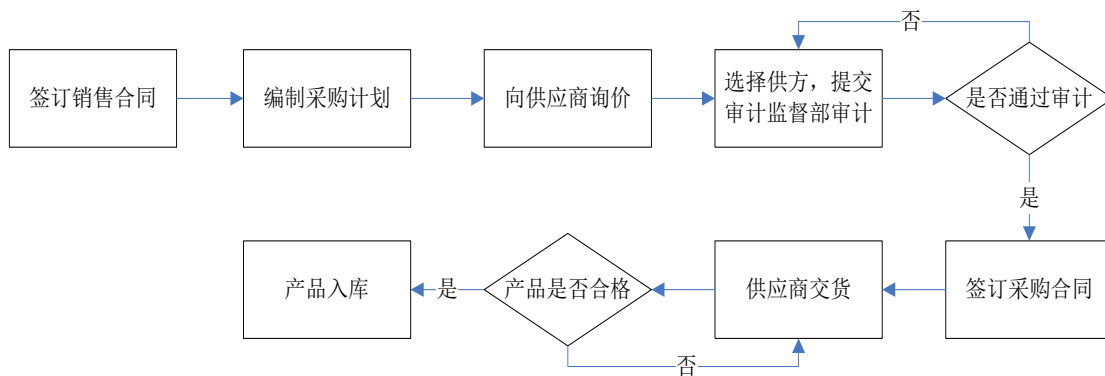 否
签订销售合同
编制采购计划
向供应商询价
选择供方，提交
审计监督部审计
是否通过审计
是
产品入库
是
产品是否合格
供应商交货
签订采购合同
否